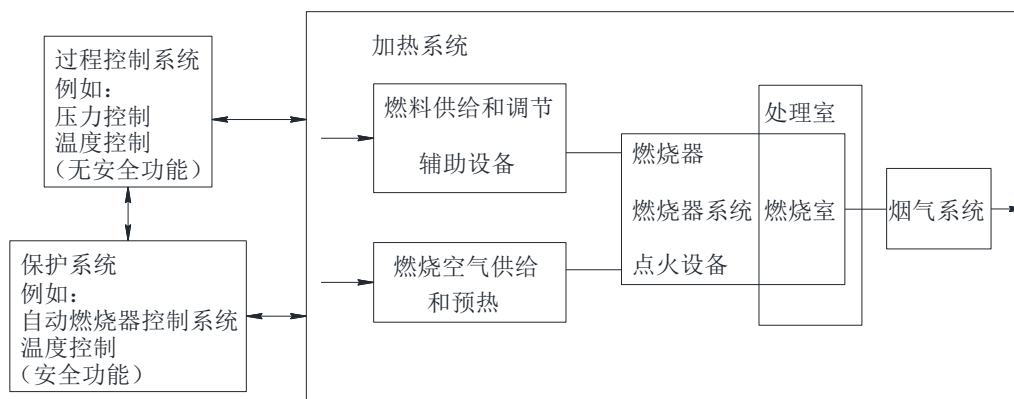 过程控制系统
例如：
压力控制
温度控制
（无安全功能）
保护系统
例如：
自动燃烧器控制系统
温度控制
（安全功能）
加热系统
燃料供给和调节
辅助设备
燃烧空气供给
和预热
燃烧器
燃烧器系统
点火设备
处理室
燃烧室
烟气系统